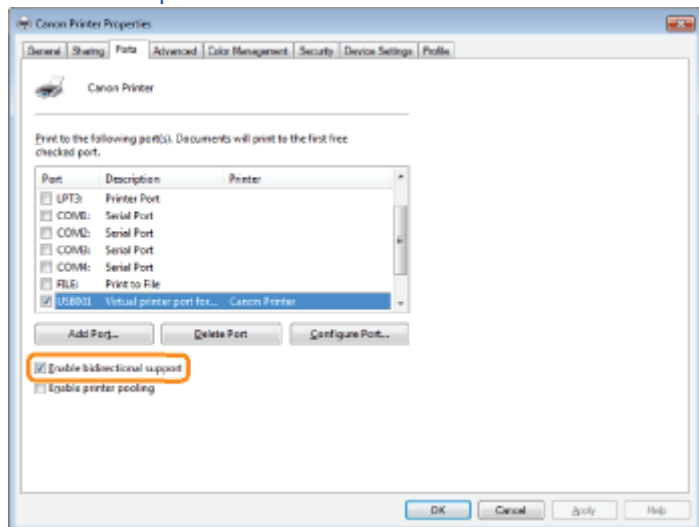 Canon Printer Properties
General Sharing Ports Advanced Color Management Security Device Settings Profile
Canon Printer
Print to the following port(s). Documents will print to the first free
checked port.
Port Description Printer
LPT3: Printer Port
COM1: Serial Port
COM2: Serial Port
COM3: Serial Port
COM4: Serial Port
FILE: Print to File
USB001 Virtual printer port for... Canon Printer
Add Port... Delete Port Configure Port...
Enable bidirectional support
Enable printer pooling
OK Cancel Apply Help